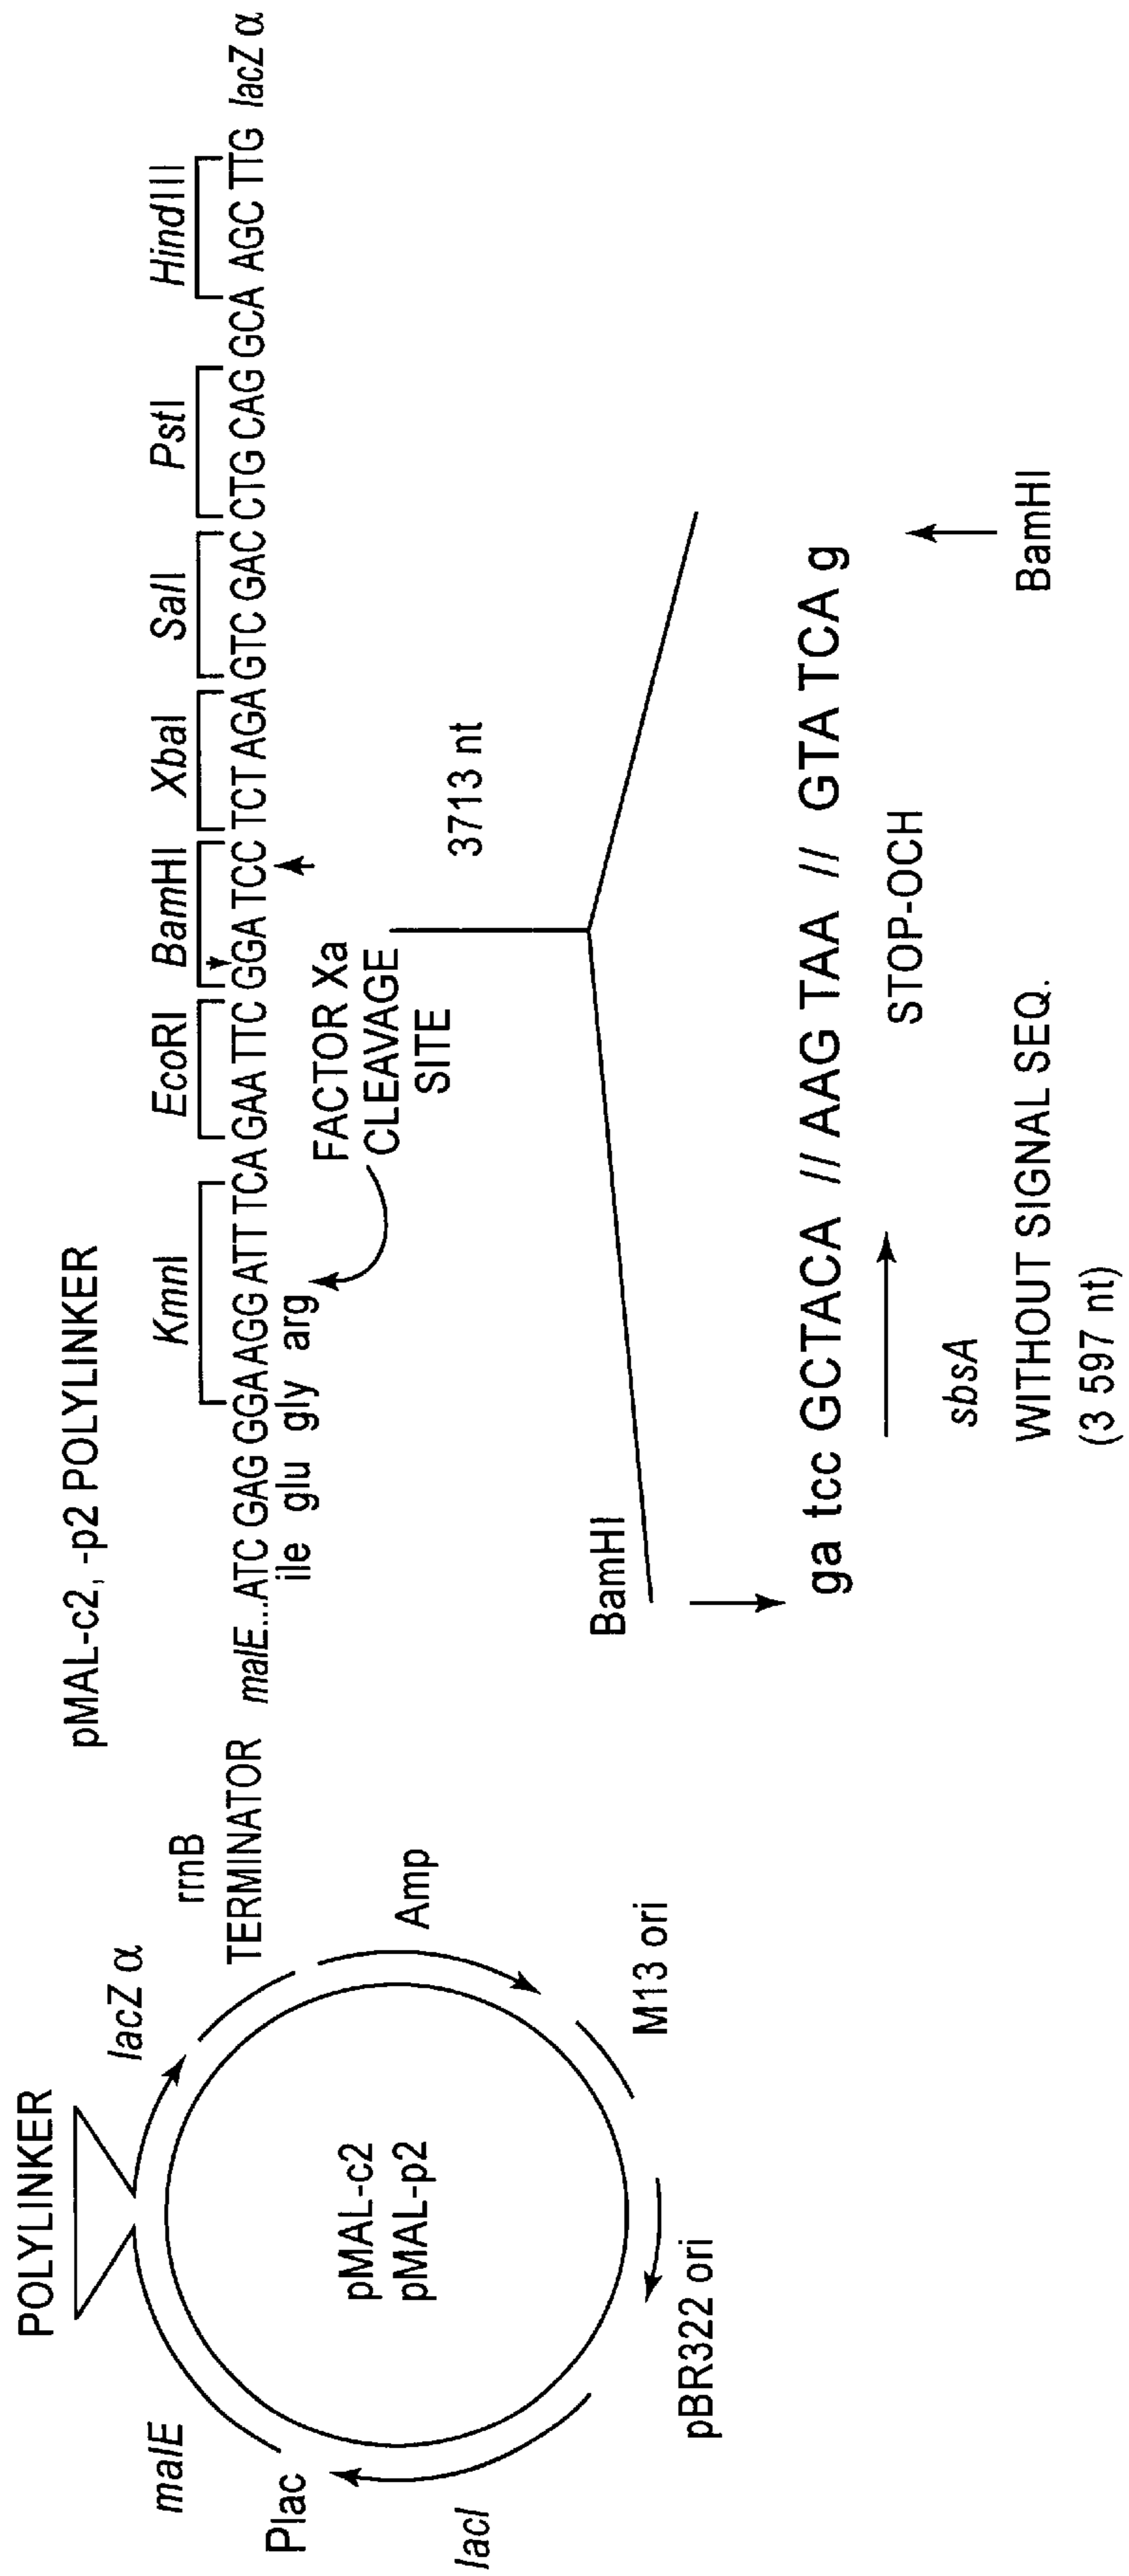 pMAL-c2, -p2 POLYLINKER
POLYLINKER
malE
lacZ α
rrnB
TERMINATOR
Plac
lacI
pMAL-c2
pMAL-p2
Amp
M13 ori
pBR322 ori
KmnI EcoRI BamHI XbaI SalI PstI HindIII
malE...ATC GAG GGAAGG ATT TCA GAA TTC GGA TCC TCT AGA GTC GAC CTG CAG GCA AGC TTG lacZ α
ile glu gly arg
FACTOR Xa
CLEAVAGE
SITE
3713 nt
BamHI
ga tcc GCTACA // AAG TAA // GTA TCA g
STOP-OCH
BamHI
sbsA
WITHOUT SIGNAL SEQ.
(3 597 nt)